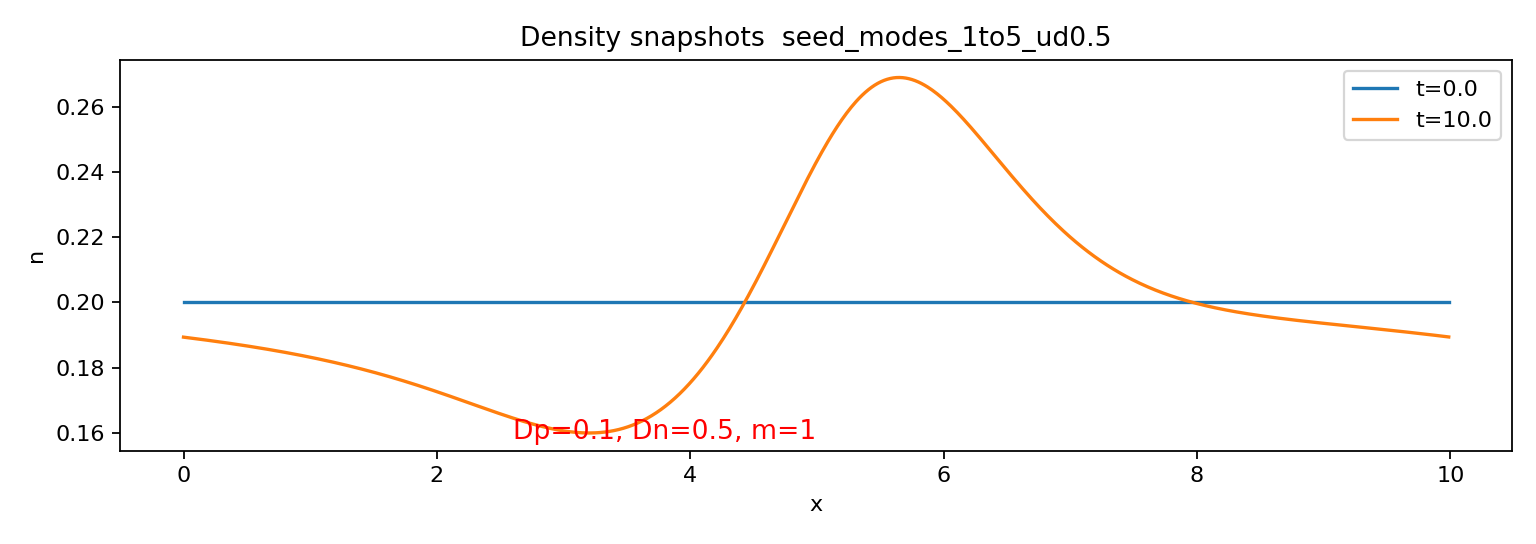 Density snapshots  seed_modes_1to5_ud0.5
t=0.0
t=10.0
n
0.26
0.24
0.22
0.20
0.18
0.16
Dp=0.1, Dn=0.5, m=1
0 2 4 6 8 10
x